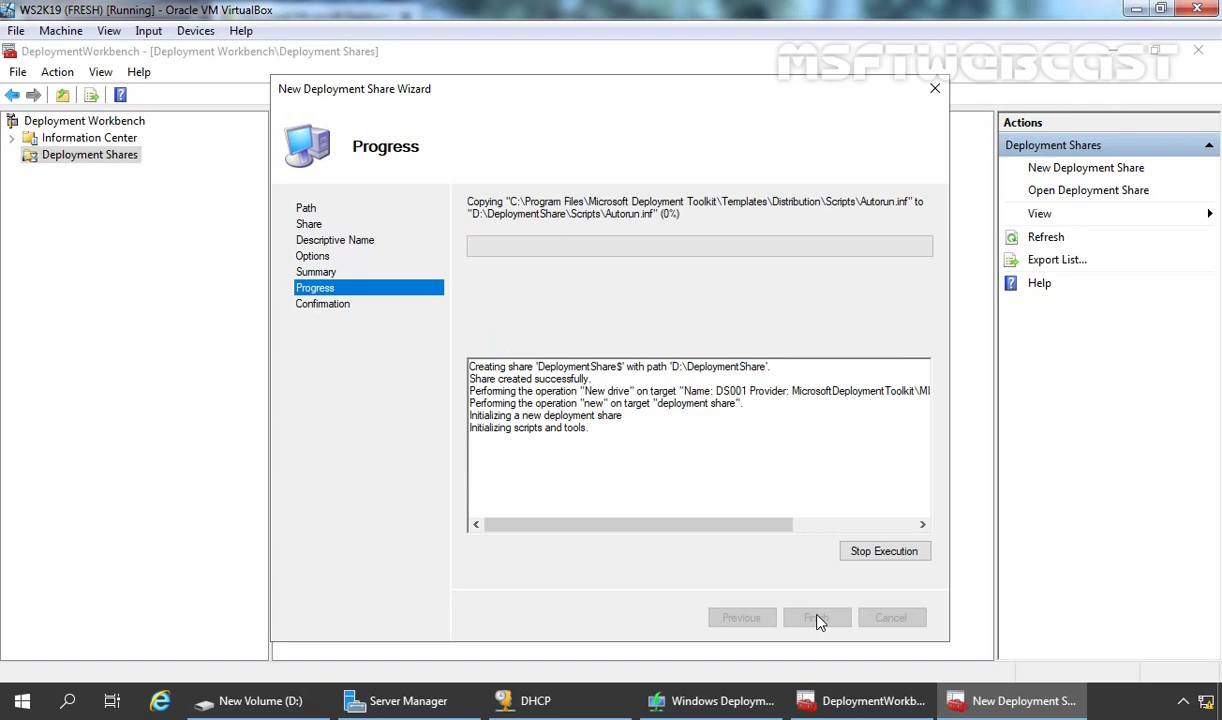 WS2K19 (FRESH) [Running] - Oracle VM VirtualBox
File Machine View Input Devices Help
DeploymentWorkbench - [Deployment Workbench\Deployment Shares]
MSFTWEBCAST
File Action View Help
Deployment Workbench
Information Center
Deployment Shares
New Deployment Share Wizard
Progress
Path
Share
Descriptive Name
Options
Summary
Progress
Confirmation
Copying "C:\Program Files\Microsoft Deployment Toolkit\Templates\Distribution\Scripts\Autorun.inf" to
"D:\DeploymentShare\Scripts\Autorun.inf" (0%)
Creating share 'DeploymentShare$' with path 'D:\DeploymentShare'.
Share created successfully.
Performing the operation "New drive" on target "Name: DS001 Provider: MicrosoftDeploymentToolkit\MI
Performing the operation "new" on target "deployment share".
Initializing a new deployment share
Initializing scripts and tools.
Stop Execution
Previous Finish Cancel
Actions
Deployment Shares
New Deployment Share
Open Deployment Share
View
Refresh
Export List...
Help
New Volume (D:) Server Manager DHCP Windows Deploym... DeploymentWorkb... New Deployment S...